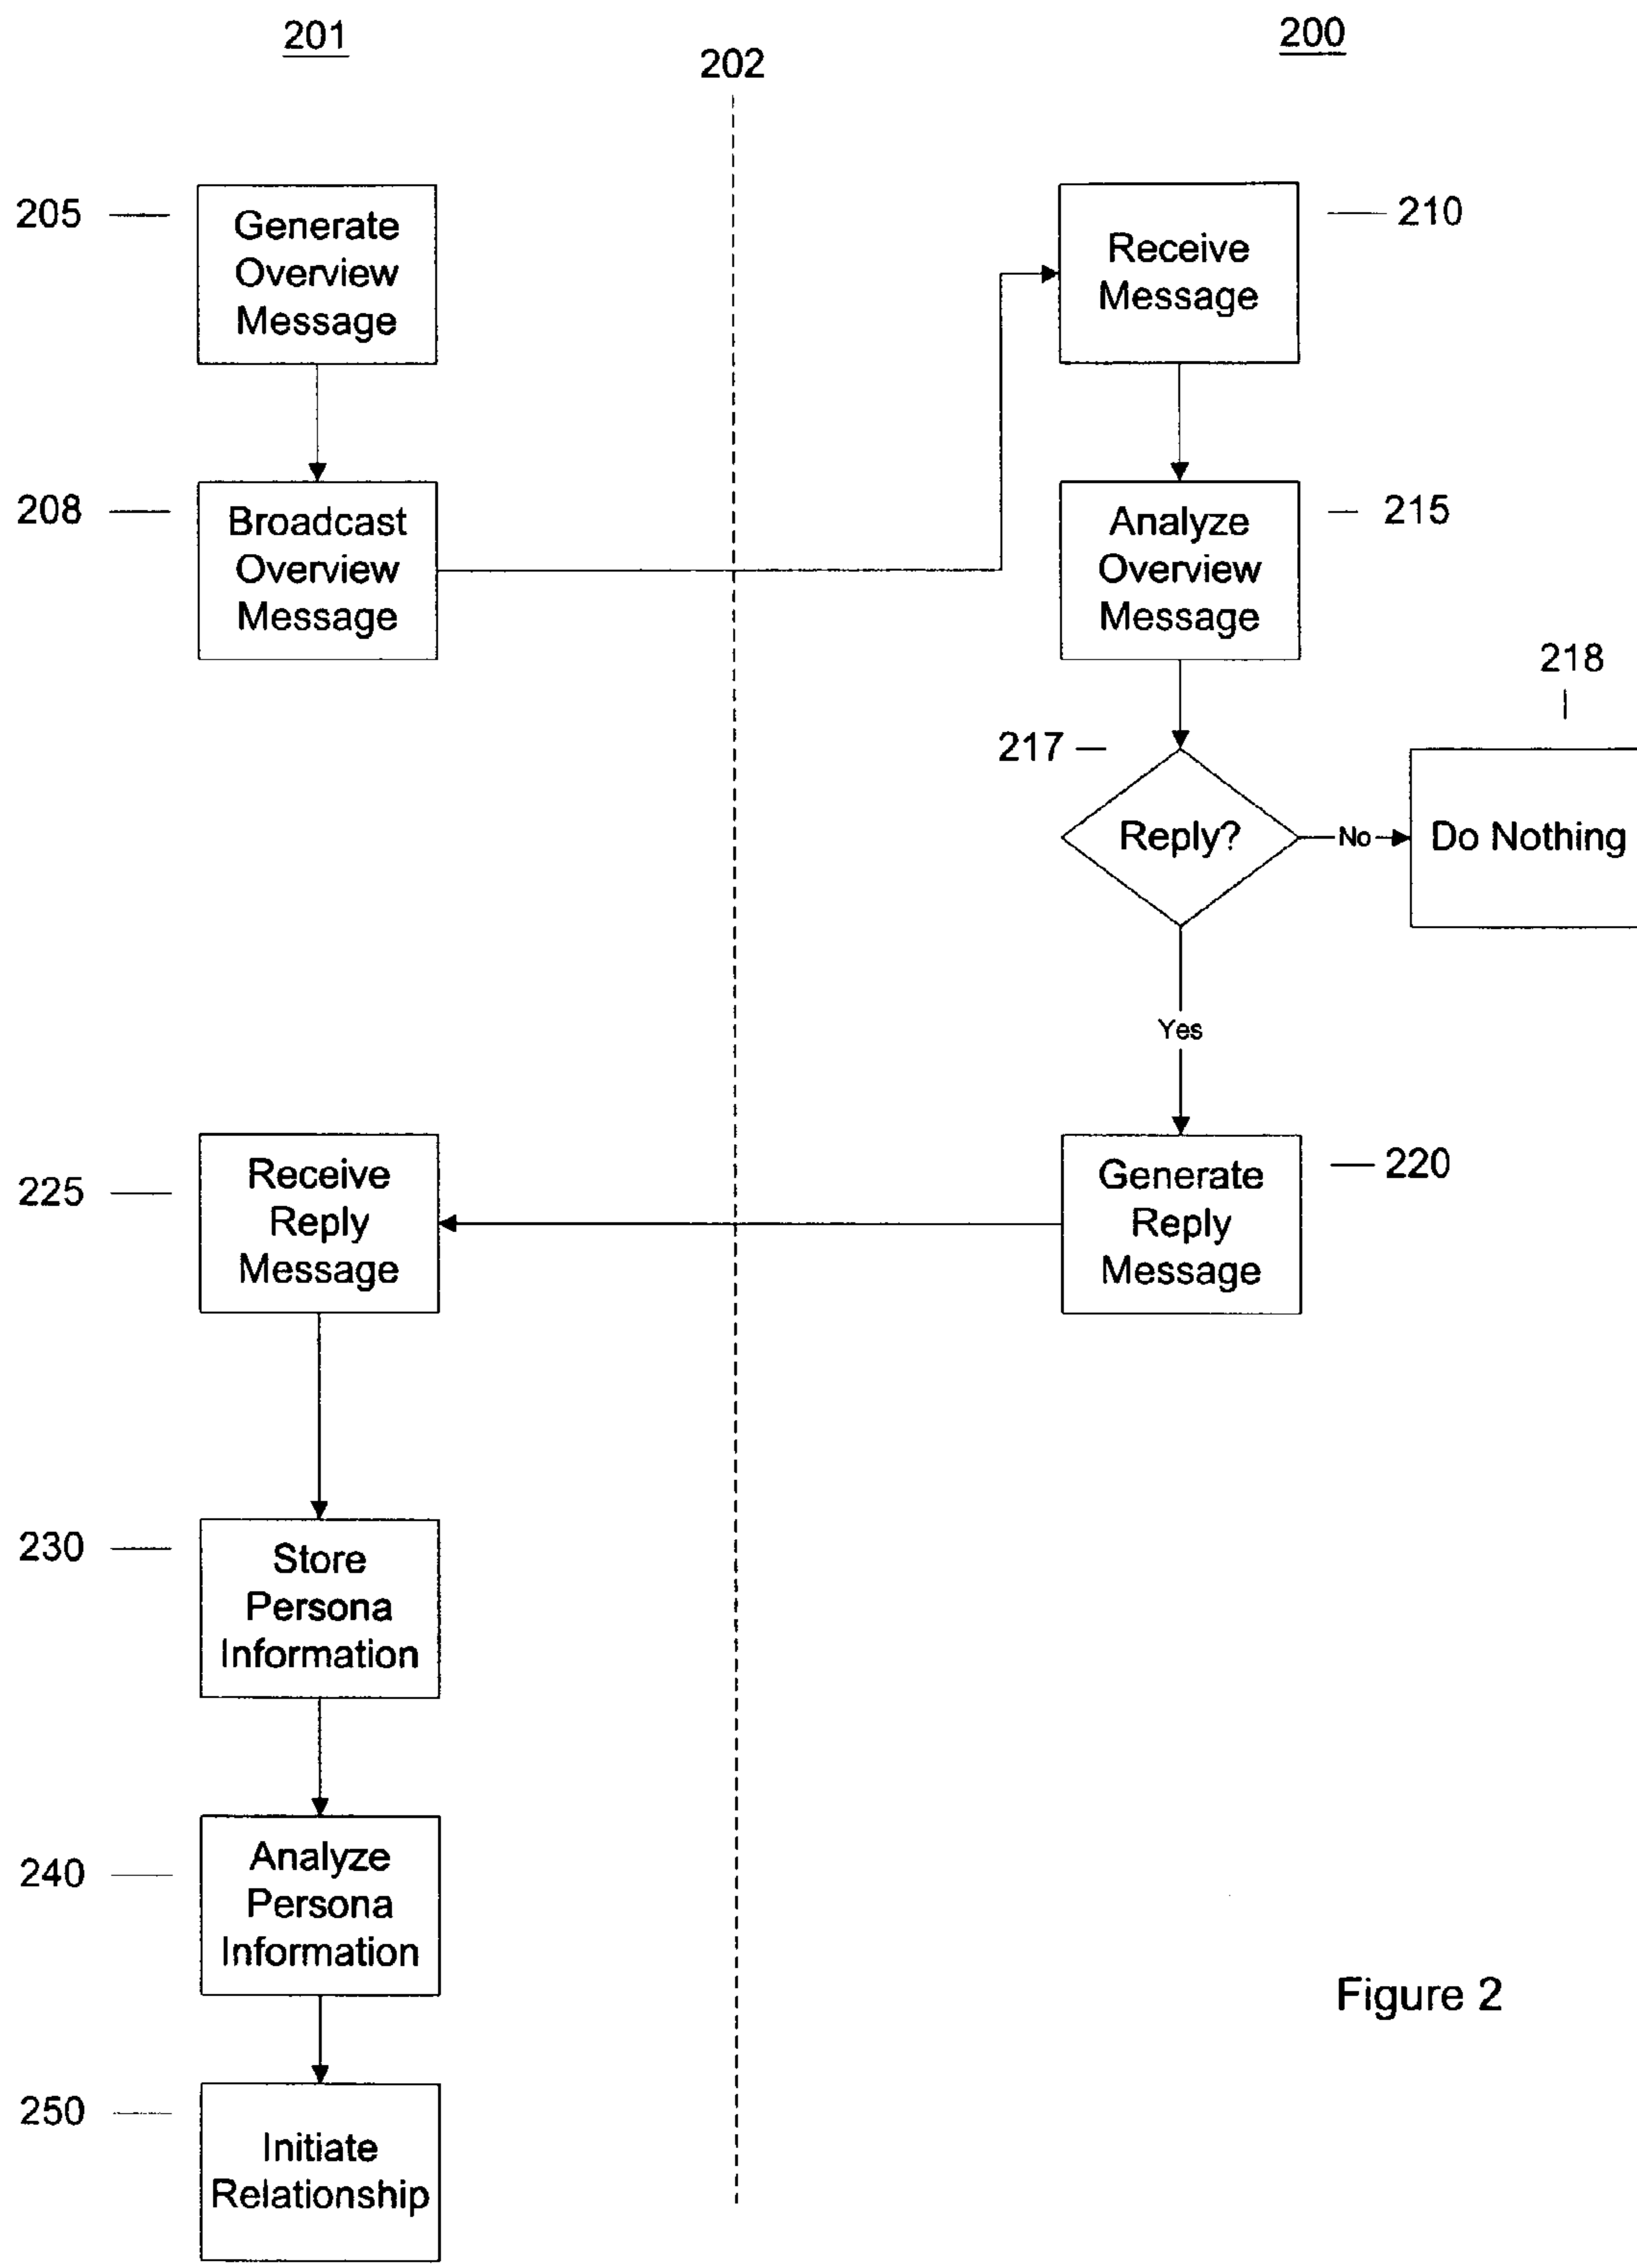 201
200
202
205
Generate
Overview
Message
210
Receive
Message
208
Broadcast
Overview
Message
215
Analyze
Overview
Message
218
217
Reply?
No
Do Nothing
Yes
225
Receive
Reply
Message
220
Generate
Reply
Message
230
Store
Persona
Information
240
Analyze
Persona
Information
Figure 2
250
Initiate
Relationship